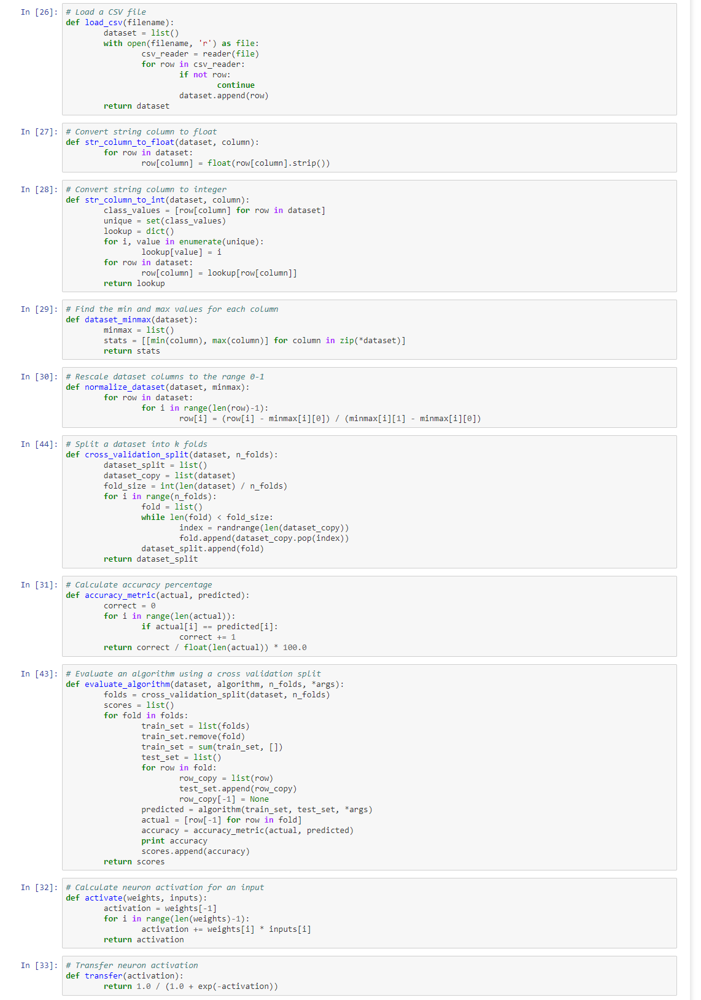 In [26]: # Load a CSV file
def load_csv(filename):
        dataset = list()
        with open(filename, 'r') as file:
                csv_reader = reader(file)
                for row in csv_reader:
                        if not row:
                                continue
                        dataset.append(row)
        return dataset
In [27]: # Convert string column to float
def str_column_to_float(dataset, column):
        for row in dataset:
                row[column] = float(row[column].strip())
In [28]: # Convert string column to integer
def str_column_to_int(dataset, column):
        class_values = [row[column] for row in dataset]
        unique = set(class_values)
        lookup = dict()
        for i, value in enumerate(unique):
                lookup[value] = i
        for row in dataset:
                row[column] = lookup[row[column]]
        return lookup
In [29]: # Find the min and max values for each column
def dataset_minmax(dataset):
        minmax = list()
        stats = [[min(column), max(column)] for column in zip(*dataset)]
        return stats
In [30]: # Rescale dataset columns to the range 0-1
def normalize_dataset(dataset, minmax):
        for row in dataset:
                for i in range(len(row)-1):
                        row[i] = (row[i] - minmax[i][0]) / (minmax[i][1] - minmax[i][0])
In [44]: # Split a dataset into k folds
def cross_validation_split(dataset, n_folds):
        dataset_split = list()
        dataset_copy = list(dataset)
        fold_size = int(len(dataset) / n_folds)
        for i in range(n_folds):
                fold = list()
                while len(fold) < fold_size:
                        index = randrange(len(dataset_copy))
                        fold.append(dataset_copy.pop(index))
                dataset_split.append(fold)
        return dataset_split
In [31]: # Calculate accuracy percentage
def accuracy_metric(actual, predicted):
        correct = 0
        for i in range(len(actual)):
                if actual[i] == predicted[i]:
                        correct += 1
        return correct / float(len(actual)) * 100.0
In [43]: # Evaluate an algorithm using a cross validation split
def evaluate_algorithm(dataset, algorithm, n_folds, *args):
        folds = cross_validation_split(dataset, n_folds)
        scores = list()
        for fold in folds:
                train_set = list(folds)
                train_set.remove(fold)
                train_set = sum(train_set, [])
                test_set = list()
                for row in fold:
                        row_copy = list(row)
                        test_set.append(row_copy)
                        row_copy[-1] = None
                predicted = algorithm(train_set, test_set, *args)
                actual = [row[-1] for row in fold]
                accuracy = accuracy_metric(actual, predicted)
                print accuracy
                scores.append(accuracy)
        return scores
In [32]: # Calculate neuron activation for an input
def activate(weights, inputs):
        activation = weights[-1]
        for i in range(len(weights)-1):
                activation += weights[i] * inputs[i]
        return activation
In [33]: # Transfer neuron activation
def transfer(activation):
        return 1.0 / (1.0 + exp(-activation))